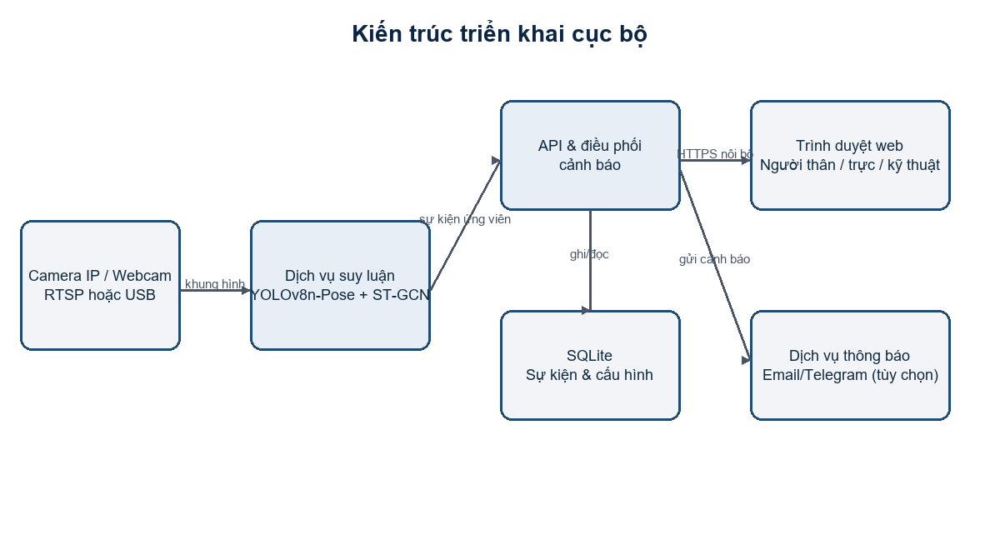 Kiến trúc triển khai cục bộ
Camera IP / Webcam
RTSP hoặc USB
khung hình
Dịch vụ suy luận
YOLOv8n-Pose + ST-GCN
sự kiện ứng viên
API & điều phối
cảnh báo
HTTPS nội bộ
Trình duyệt web
Người thân / trực / kỹ thuật
ghi/đọc
gửi cảnh báo
SQLite
Sự kiện & cấu hình
Dịch vụ thông báo
Email/Telegram (tùy chọn)